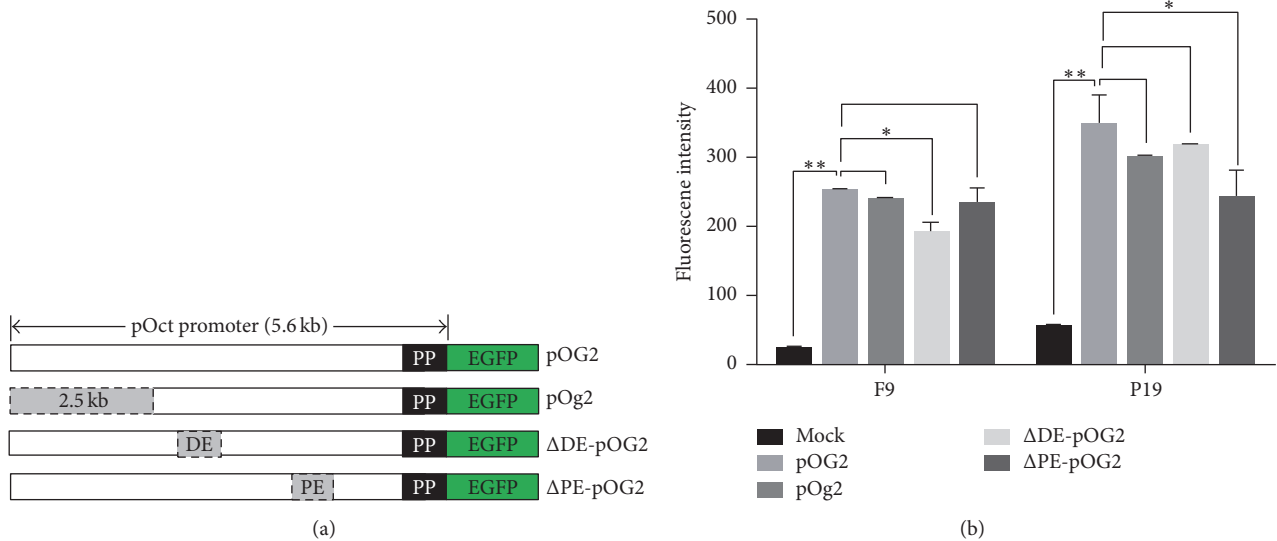 pOct promoter (5.6 kb)
PP EGFP pOG2
2.5 kb PP EGFP pOg2
DE PP EGFP ΔDE-pOG2
PE PP EGFP ΔPE-pOG2
(a)
Fluorescene intensity
500
400
300
200
100
0
**
*
**
*
F9 P19
Mock ΔDE-pOG2
pOG2 ΔPE-pOG2
pOg2
(b)